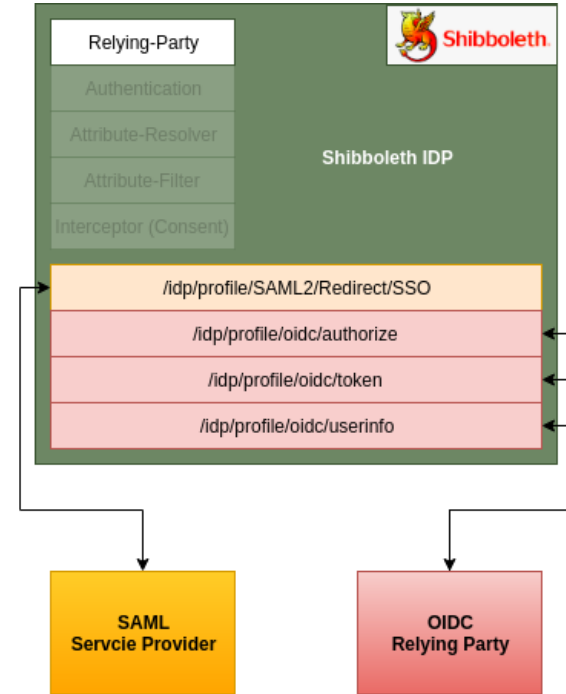 Relying-Party
Shibboleth.
Authentication
Attribute-Resolver
Shibboleth IDP
Attribute-Filter
Interceptor (Consent)
/idp/profile/SAML2/Redirect/SSO
/idp/profile/oidc/authorize
/idp/profile/oidc/token
/idp/profile/oidc/userinfo
SAML
Servcie Provider
OIDC
Relying Party